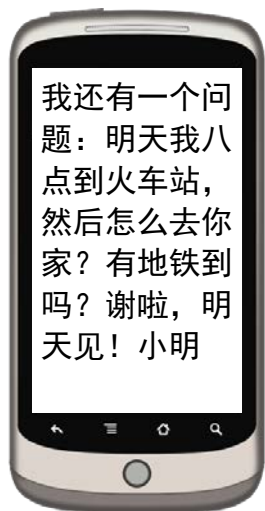 我还有一个问
题：明天我八
点到火车站，
然后怎么去你
家？有地铁到
吗？谢啦，明
天见！小明